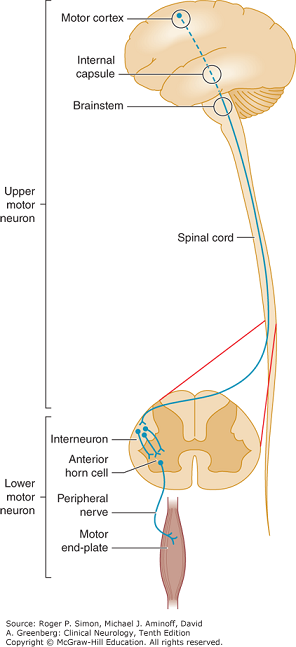 Motor cortex
Internal
capsule
Brainstem
Upper
motor
neuron
Spinal cord
Interneuron
Anterior
horn cell
Lower
motor
neuron
Peripheral
nerve
Motor
end-plate
Source: Roger P. Simon, Michael J. Aminoff, David
A. Greenberg: Clinical Neurology, Tenth Edition
Copyright © McGraw-Hill Education. All rights reserved.